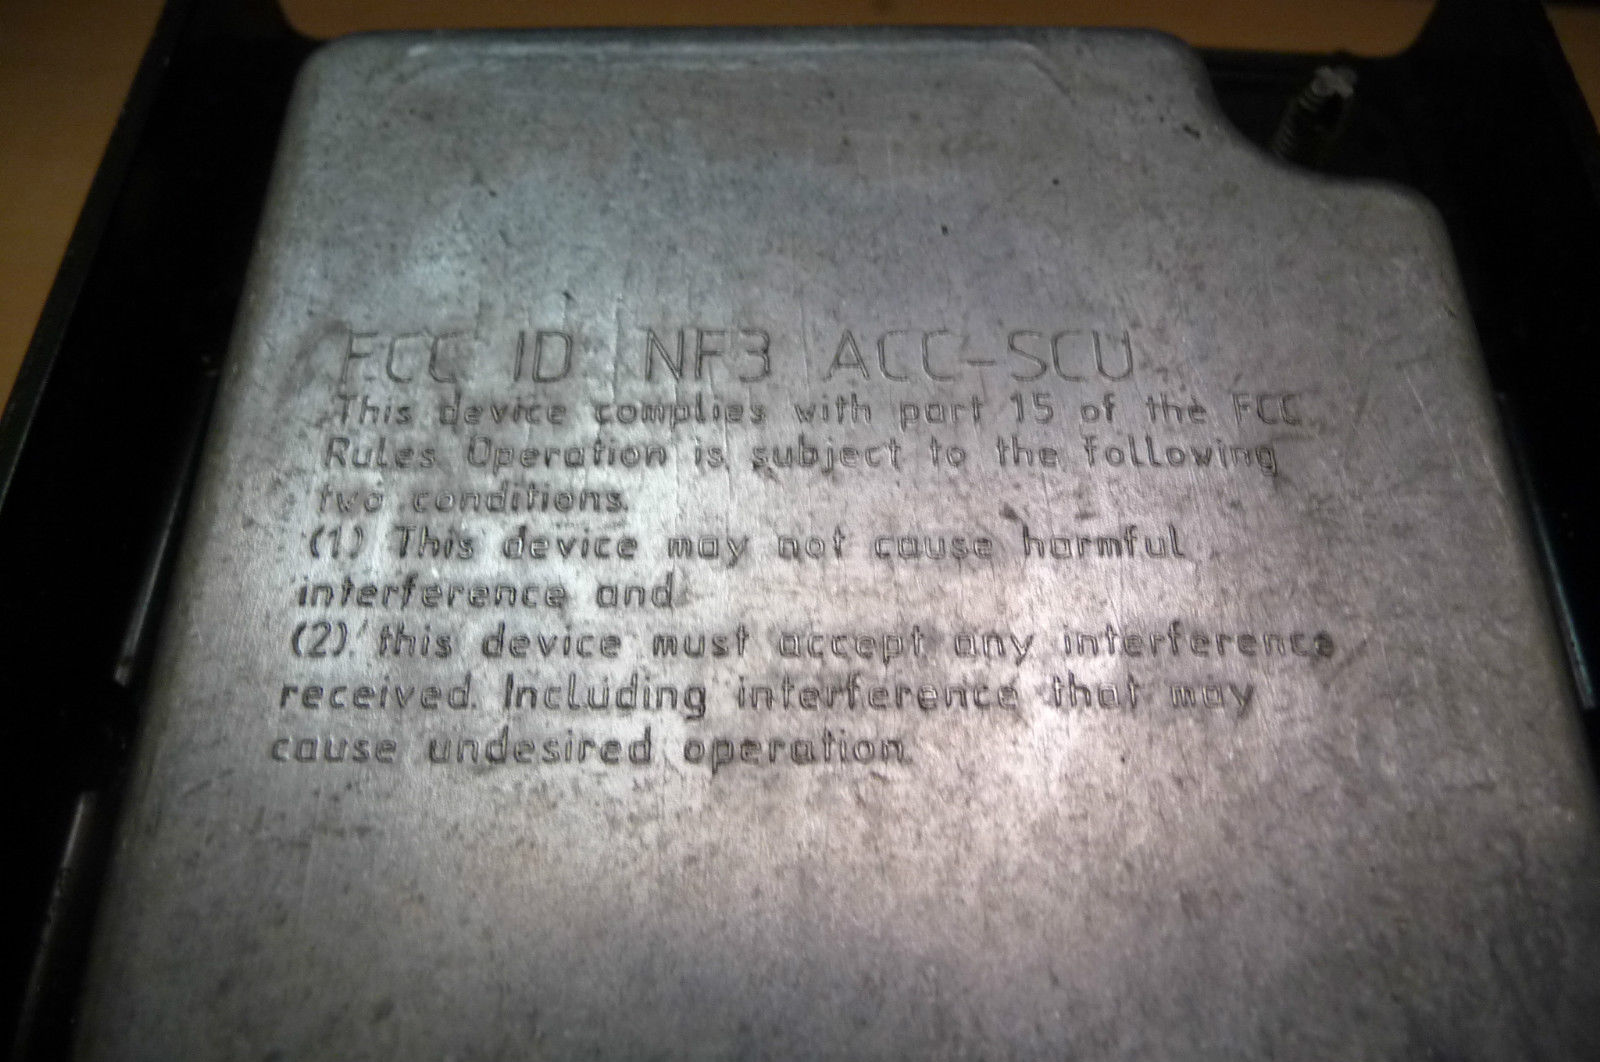 FCC ID NF3 ACC-SCU
This device complies with part 15 of the FCC
Rules. Operation is subject to the following
two conditions.
(1) This device may not cause harmful
interference and
(2) this device must accept any interference
received. Including interference that may
cause undesired operation.